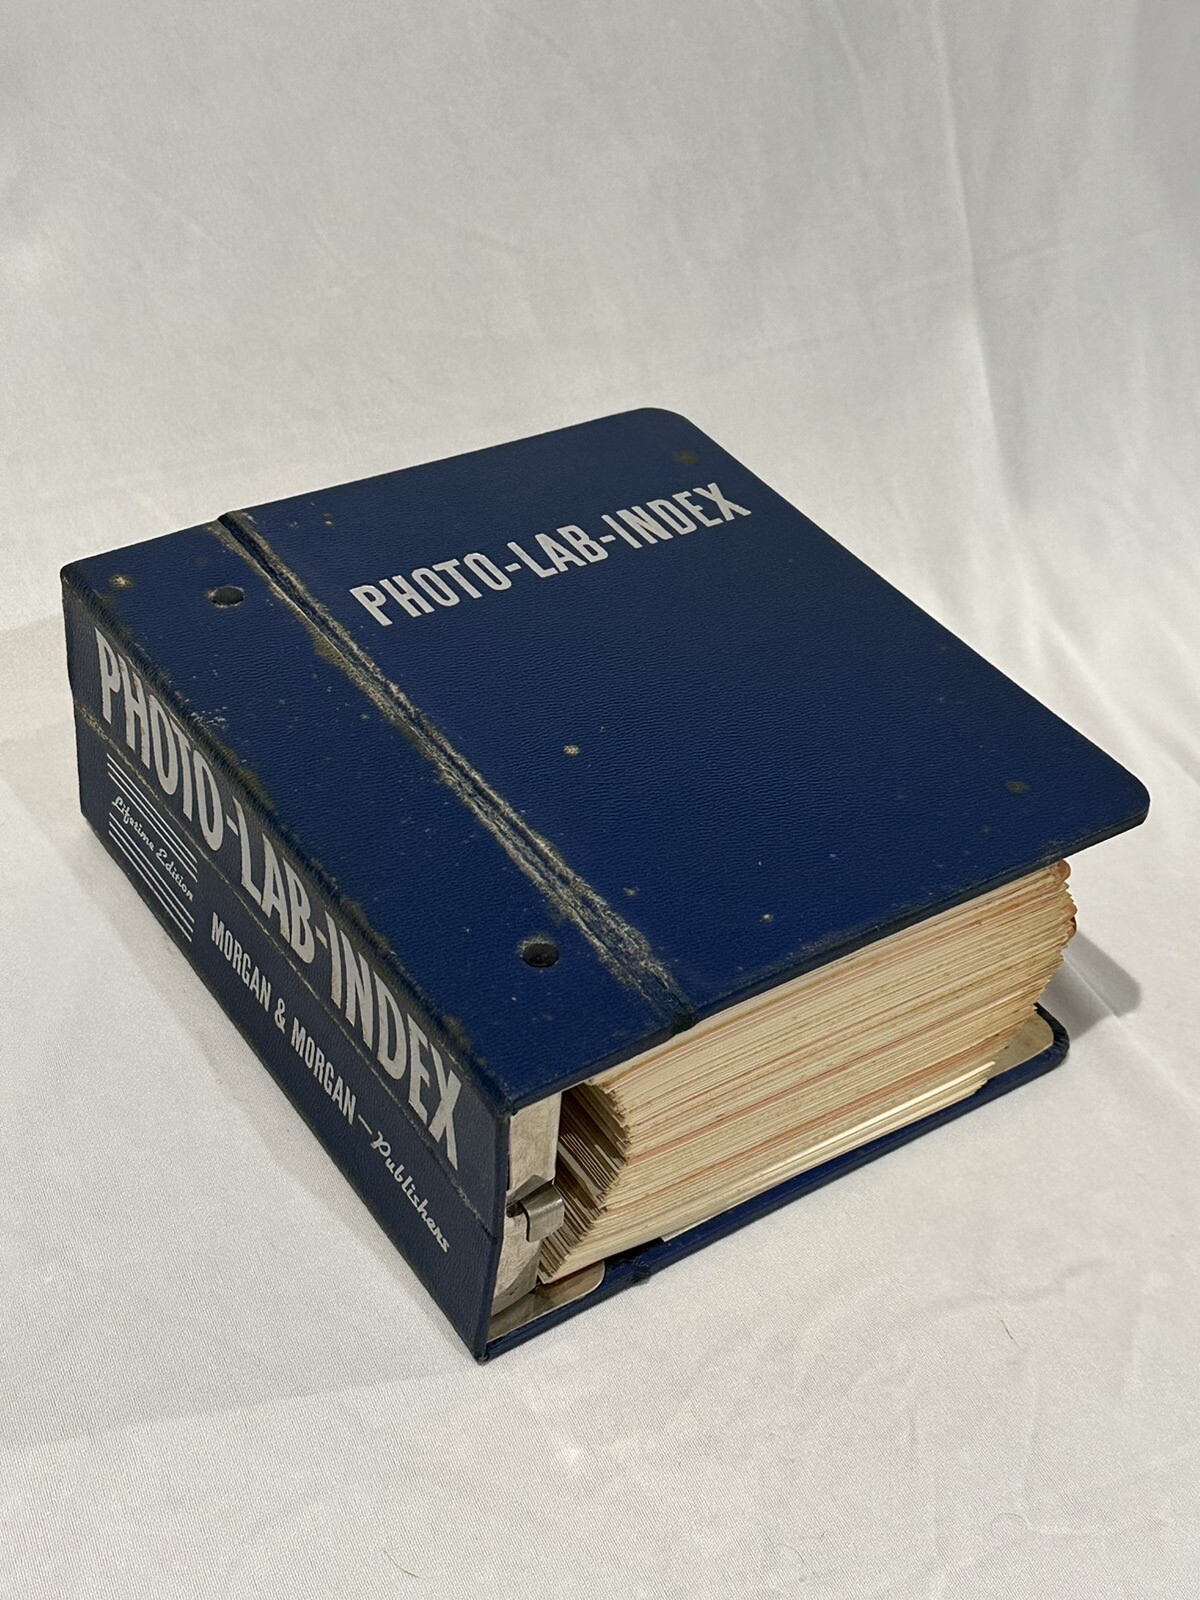 PHOTO-LAB-INDEX
PHOTO-LAB-INDEX
Lifetime Edition
MORGAN & MORGAN — Publishers